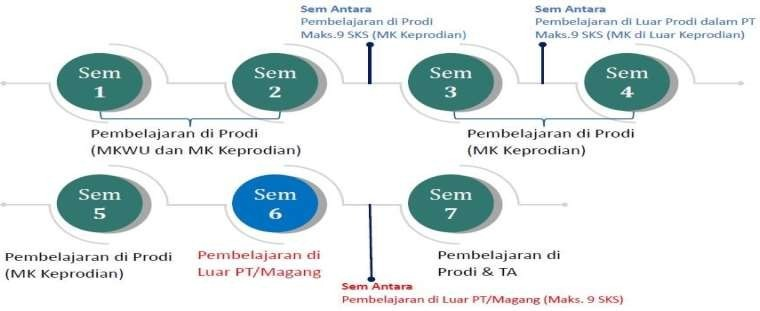 Sem Antara
Pembelajaran di Prodi
Maks.9 SKS (MK Keprodian)
Sem Antara
Pembelajaran di Luar Prodi dalam PT
Maks.9 SKS (MK di Luar Keprodian)
Sem
1
Sem
2
Sem
3
Sem
4
Pembelajaran di Prodi
(MKWU dan MK Keprodian)
Pembelajaran di Prodi
(MK Keprodian)
Sem
5
Sem
6
Sem
7
Pembelajaran di Prodi
(MK Keprodian)
Pembelajaran di
Luar PT/Magang
Pembelajaran di
Prodi & TA
Sem Antara
Pembelajaran di Luar PT/Magang (Maks. 9 SKS)